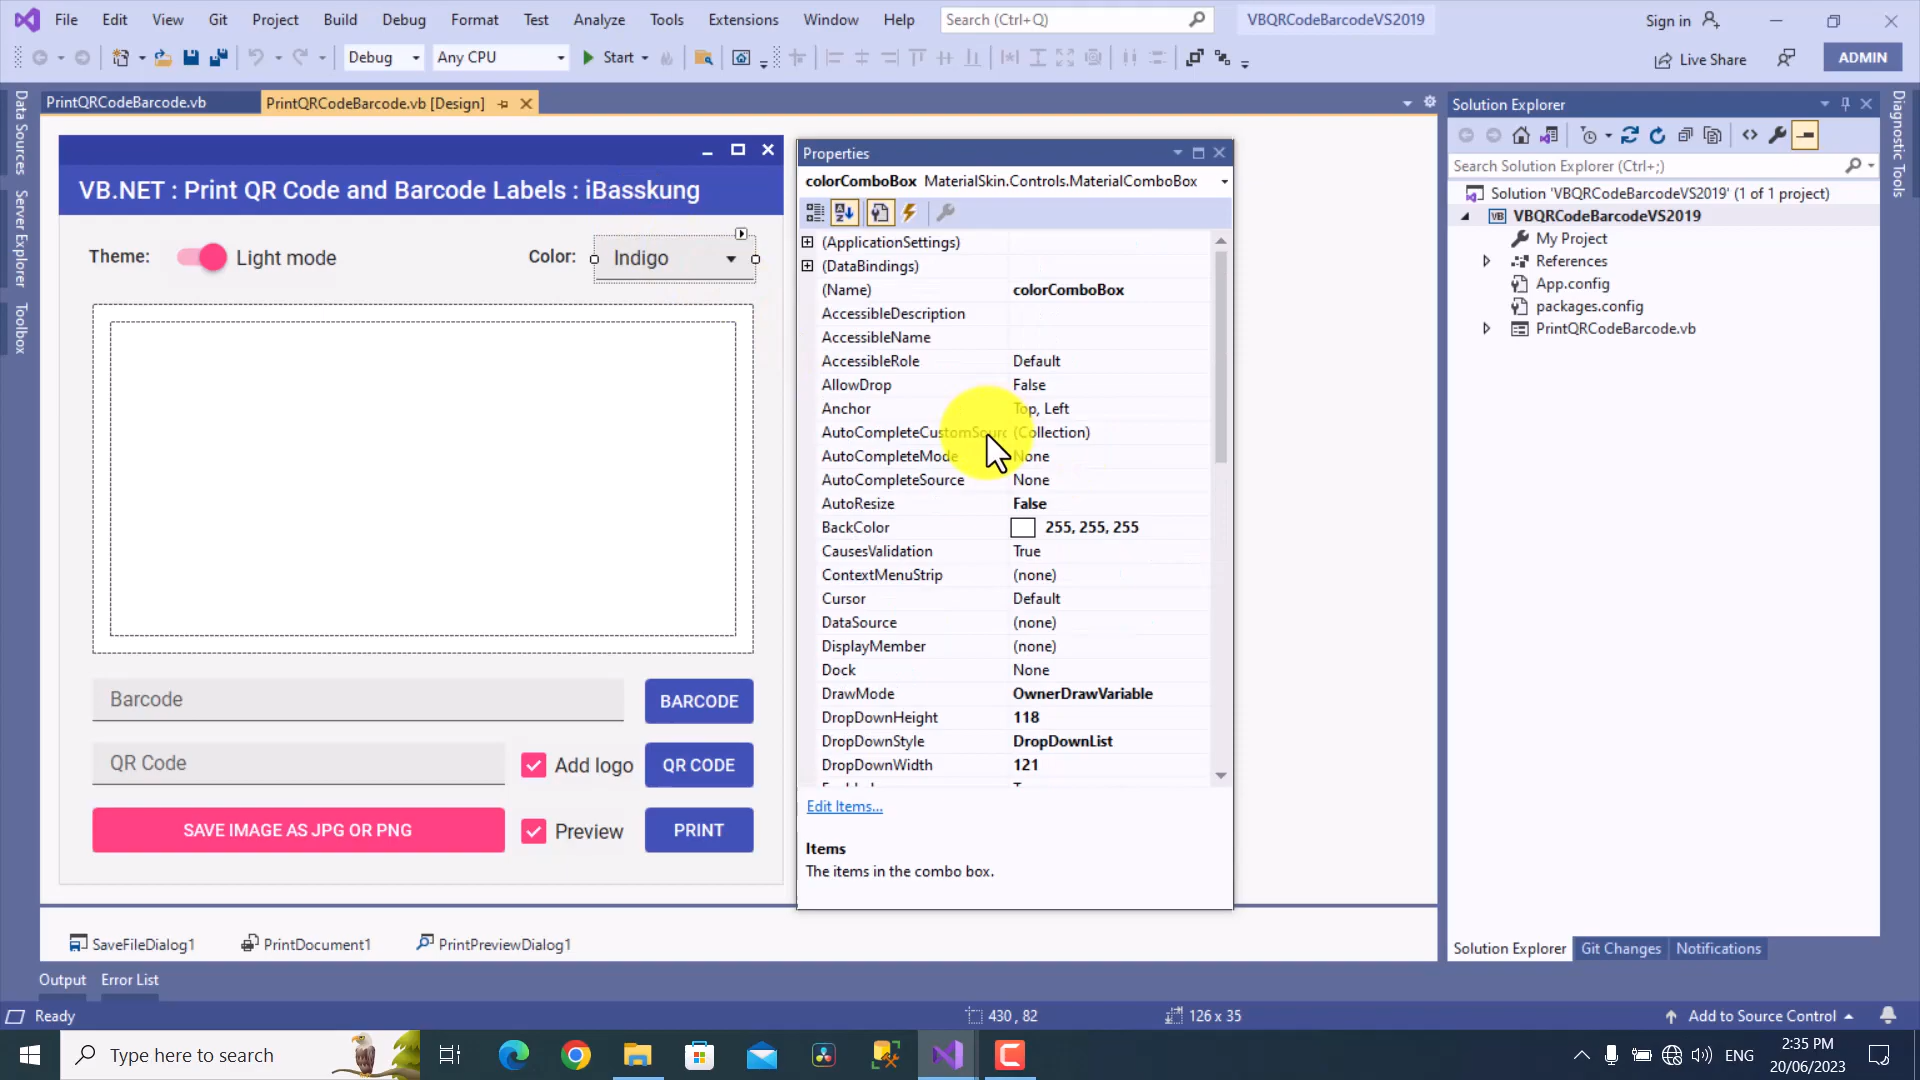 File Edit View Git Project Build Debug Format Test Analyze Tools Extensions Window Help Search (Ctrl+Q) VBQRCodeBarcodeVS2019 Sign in
Debug Any CPU Start Live Share ADMIN
PrintQRCodeBarcode.vb PrintQRCodeBarcode.vb [Design]
Data Sources
Server Explorer
Toolbox
VB.NET : Print QR Code and Barcode Labels : iBasskung
Theme: Light mode Color: Indigo
Barcode BARCODE
QR Code Add logo QR CODE
SAVE IMAGE AS JPG OR PNG Preview PRINT
SaveFileDialog1 PrintDocument1 PrintPreviewDialog1
Properties
colorComboBox MaterialSkin.Controls.MaterialComboBox
(ApplicationSettings)
(DataBindings)
(Name) colorComboBox
AccessibleDescription
AccessibleName
AccessibleRole Default
AllowDrop False
Anchor Top, Left
AutoCompleteCustomSourc (Collection)
AutoCompleteMode None
AutoCompleteSource None
AutoResize False
BackColor 255, 255, 255
CausesValidation True
ContextMenuStrip (none)
Cursor Default
DataSource (none)
DisplayMember (none)
Dock None
DrawMode OwnerDrawVariable
DropDownHeight 118
DropDownStyle DropDownList
DropDownWidth 121
Edit Items...
Items
The items in the combo box.
Solution Explorer
Search Solution Explorer (Ctrl+;)
Solution 'VBQRCodeBarcodeVS2019' (1 of 1 project)
VBQRCodeBarcodeVS2019
My Project
References
App.config
packages.config
PrintQRCodeBarcode.vb
Solution Explorer Git Changes Notifications
Diagnostic Tools
Output Error List
Ready 430 , 82 126 x 35 Add to Source Control
Type here to search ENG 2:35 PM
20/06/2023